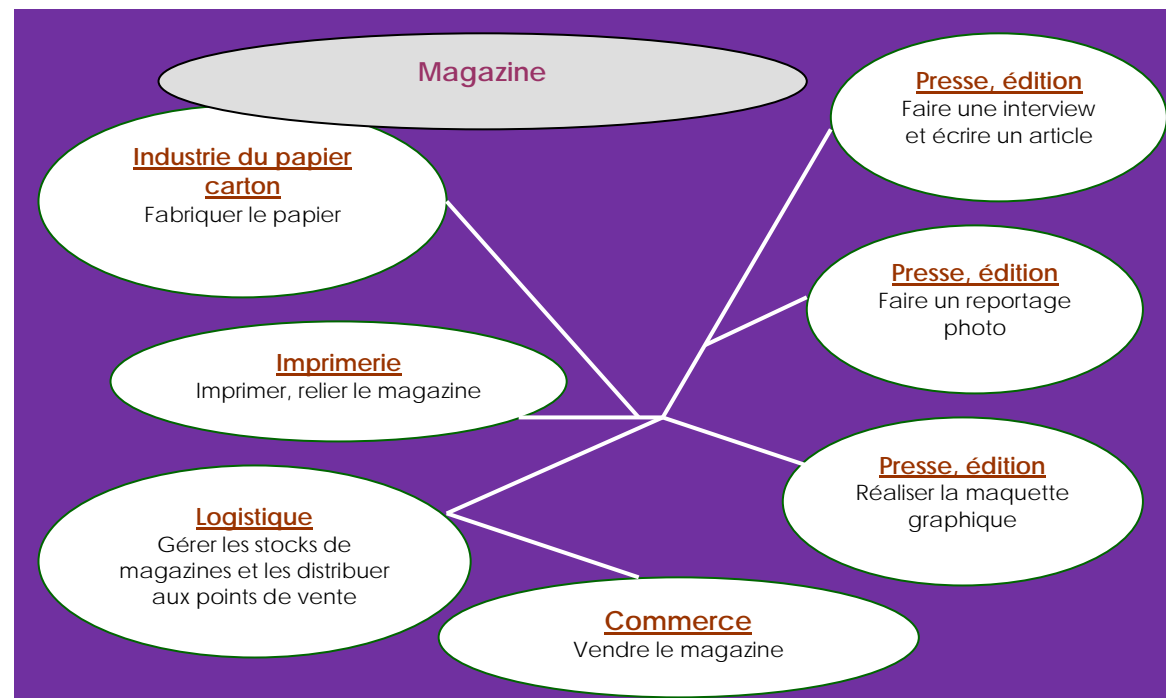 Magazine
Presse, édition
Faire une interview
et écrire un article
Industrie du papier
carton
Fabriquer le papier
Presse, édition
Faire un reportage
photo
Imprimerie
Imprimer, relier le magazine
Presse, édition
Réaliser la maquette
graphique
Logistique
Gérer les stocks de
magazines et les distribuer
aux points de vente
Commerce
Vendre le magazine